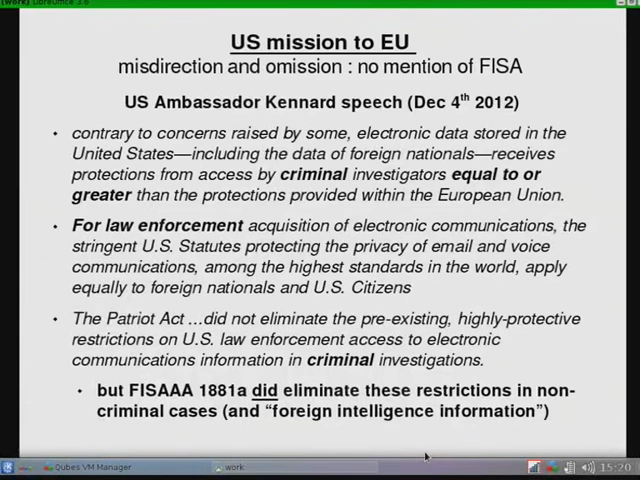 [work] LibreOffice 3.6
US mission to EU
misdirection and omission : no mention of FISA
US Ambassador Kennard speech (Dec 4th 2012)
• contrary to concerns raised by some, electronic data stored in the
United States—including the data of foreign nationals—receives
protections from access by criminal investigators equal to or
greater than the protections provided within the European Union.
• For law enforcement acquisition of electronic communications, the
stringent U.S. Statutes protecting the privacy of email and voice
communications, among the highest standards in the world, apply
equally to foreign nationals and U.S. Citizens
• The Patriot Act ...did not eliminate the pre-existing, highly-protective
restrictions on U.S. law enforcement access to electronic
communications information in criminal investigations.
• but FISAAA 1881a did eliminate these restrictions in non-
criminal cases (and “foreign intelligence information”)
Qubes VM Manager work 15:20